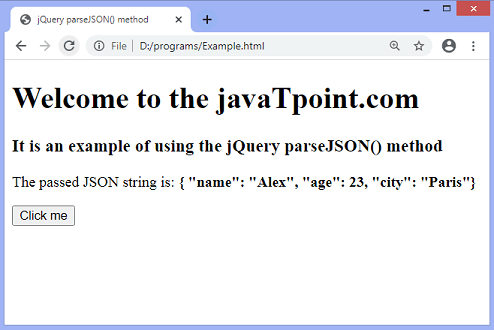 jQuery parseJSON() method
File | D:/programs/Example.html
Welcome to the javaTpoint.com
It is an example of using the jQuery parseJSON() method
The passed JSON string is: { "name": "Alex", "age": 23, "city": "Paris"}
Click me